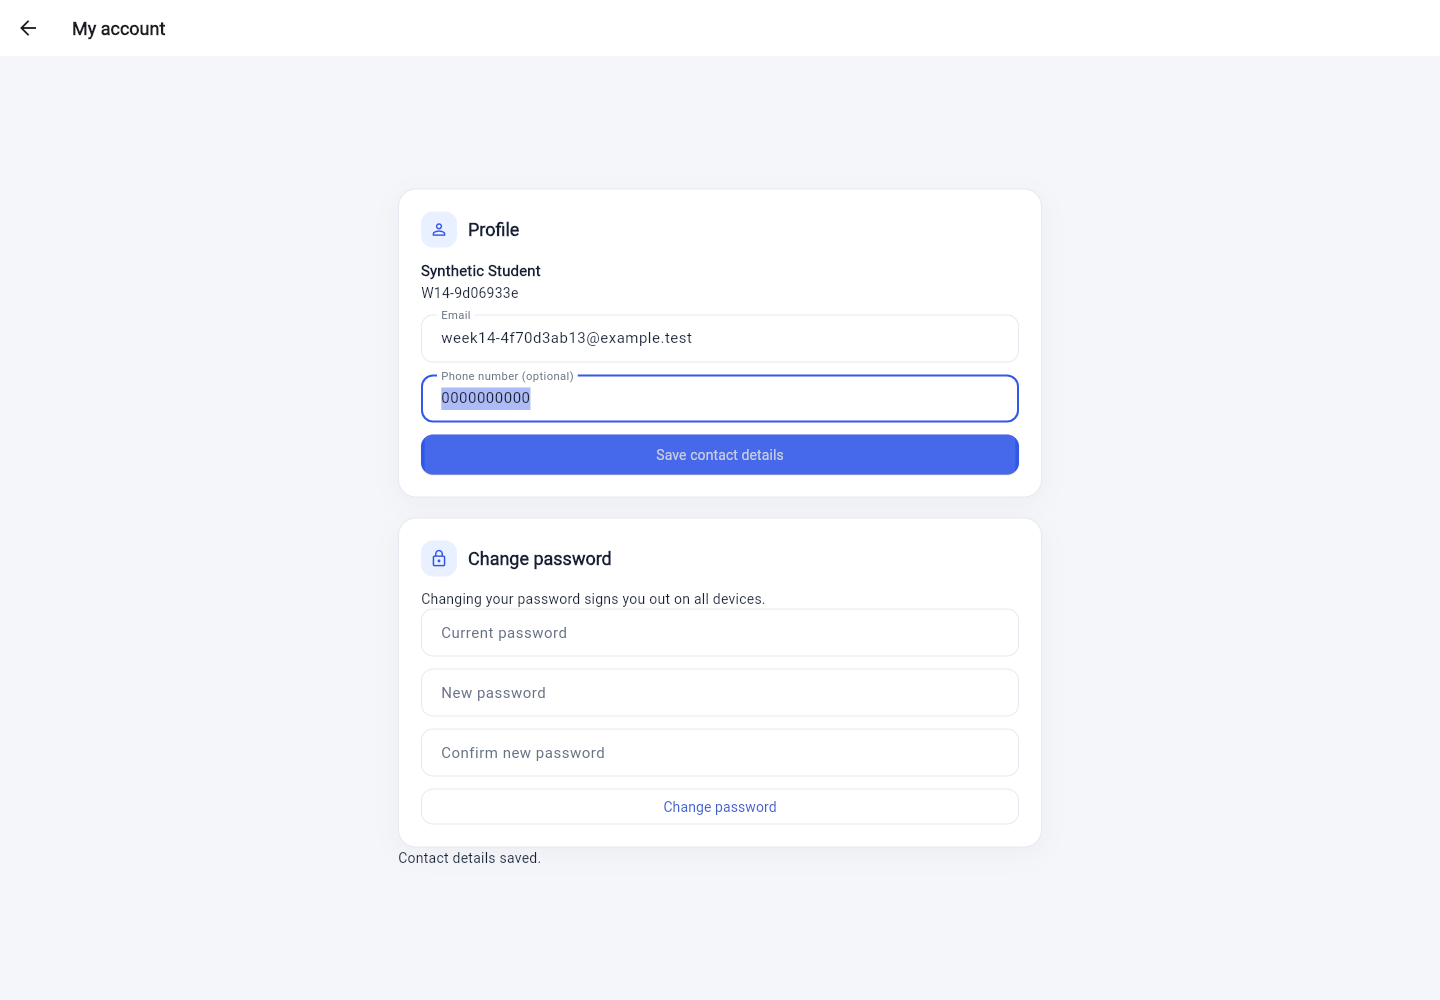 My account
Profile
Synthetic Student
W14-9d06933e
Email
week14-4f70d3ab13@example.test
Phone number (optional)
0000000000
Save contact details
Change password
Changing your password signs you out on all devices.
Current password
New password
Confirm new password
Change password
Contact details saved.